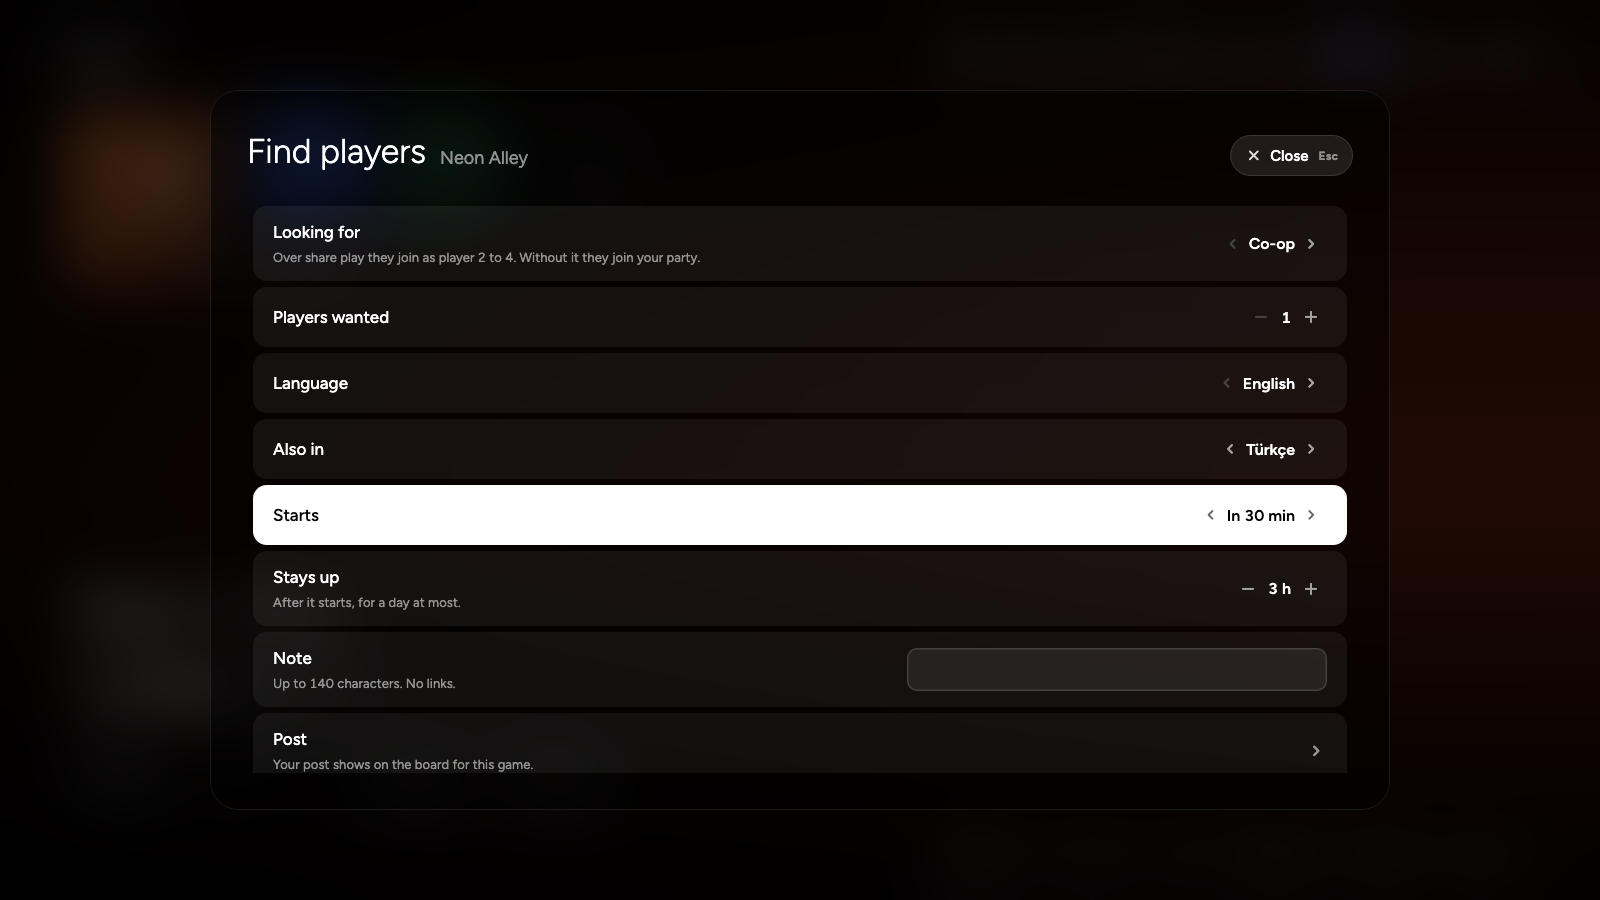 Find players Neon Alley
Close Esc
Looking for
Over share play they join as player 2 to 4. Without it they join your party.
Co-op
Players wanted
1
Language
English
Also in
Türkçe
Starts
In 30 min
Stays up
After it starts, for a day at most.
3 h
Note
Up to 140 characters. No links.
Post
Your post shows on the board for this game.